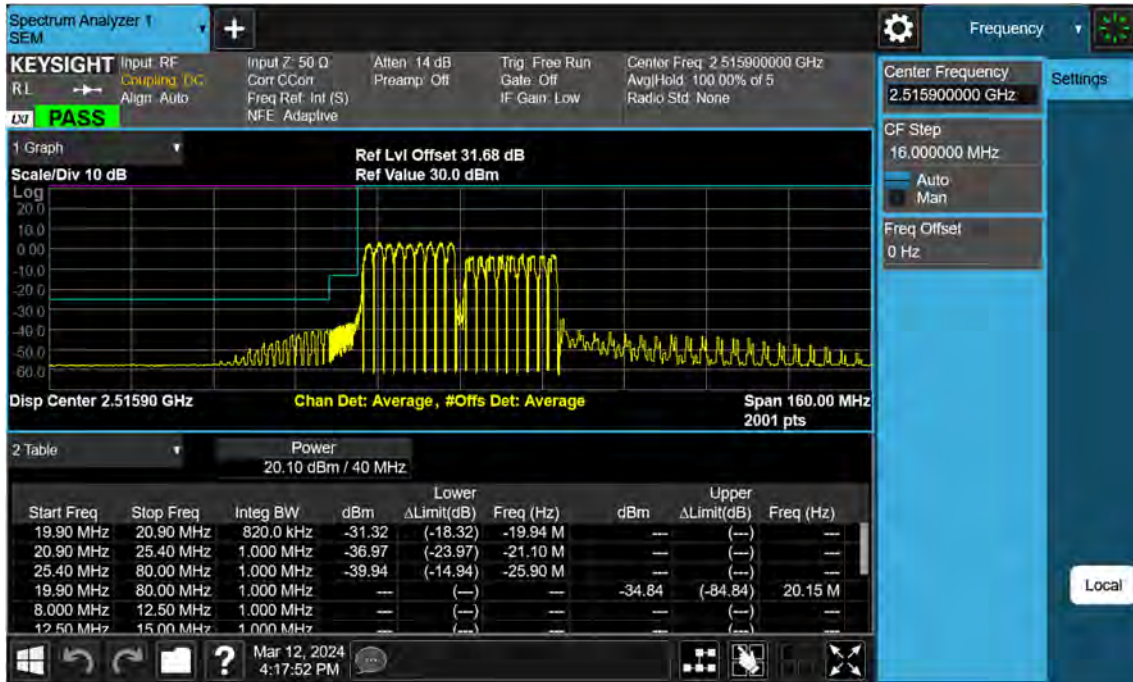 Spectrum Analyzer 1
SEM
Frequency
KEYSIGHT
RL
Input: RF
Coupling: DC
Align: Auto
Input Z: 50 Ω
Corr CCorr
Freq Ref: Int (S)
NFE: Adaptive
Atten: 14 dB
Preamp: Off
Trig: Free Run
Gate: Off
IF Gain: Low
Center Freq: 2.515900000 GHz
Avg|Hold: 100.00% of 5
Radio Std: None
LXI PASS
Center Frequency
2.515900000 GHz
Settings
CF Step
16.000000 MHz
Auto
Man
Freq Offset
0 Hz
1 Graph
Scale/Div 10 dB
Ref Lvl Offset 31.68 dB
Ref Value 30.0 dBm
Log
20.0
10.0
0.00
-10.0
-20.0
-30.0
-40.0
-50.0
-60.0
Disp Center 2.51590 GHz
Chan Det: Average, #Offs Det: Average
Span 160.00 MHz
2001 pts
2 Table
Power
20.10 dBm / 40 MHz
Lower Upper
Start Freq Stop Freq Integ BW dBm ΔLimit(dB) Freq (Hz) dBm ΔLimit(dB) Freq (Hz)
19.90 MHz 20.90 MHz 820.0 kHz -31.32 (-18.32) -19.94 M --- (---) ---
20.90 MHz 25.40 MHz 1.000 MHz -36.97 (-23.97) -21.10 M --- (---) ---
25.40 MHz 80.00 MHz 1.000 MHz -39.94 (-14.94) -25.90 M --- (---) ---
19.90 MHz 80.00 MHz 1.000 MHz --- (---) --- -34.84 (-84.84) 20.15 M
8.000 MHz 12.50 MHz 1.000 MHz --- (---) --- --- (---) ---
12.50 MHz 15.00 MHz 1.000 MHz --- (---) --- --- (---) ---
Local
?
Mar 12, 2024
4:17:52 PM